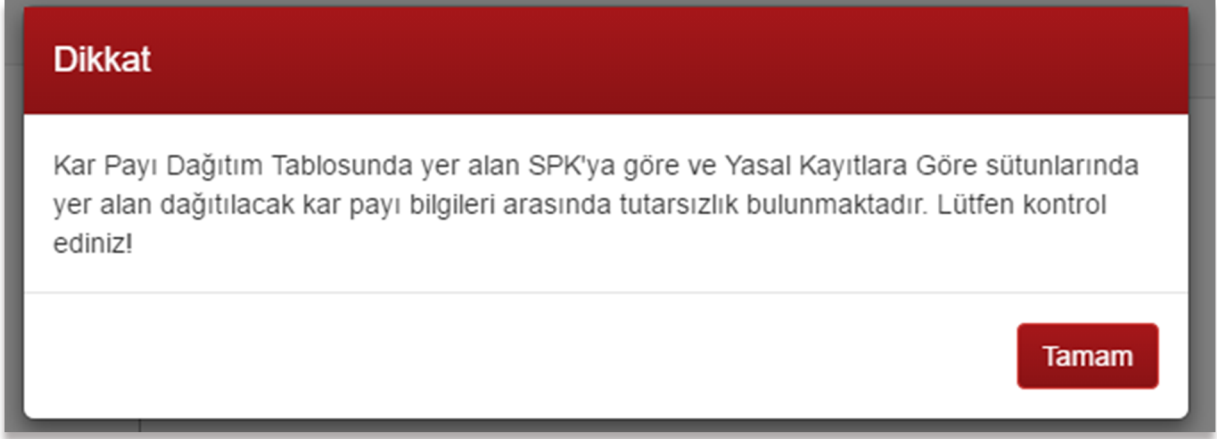 Dikkat
Kar Payı Dağıtım Tablosunda yer alan SPK'ya göre ve Yasal Kayıtlara Göre sütunlarında
yer alan dağıtılacak kar payı bilgileri arasında tutarsızlık bulunmaktadır. Lütfen kontrol
ediniz!
Tamam